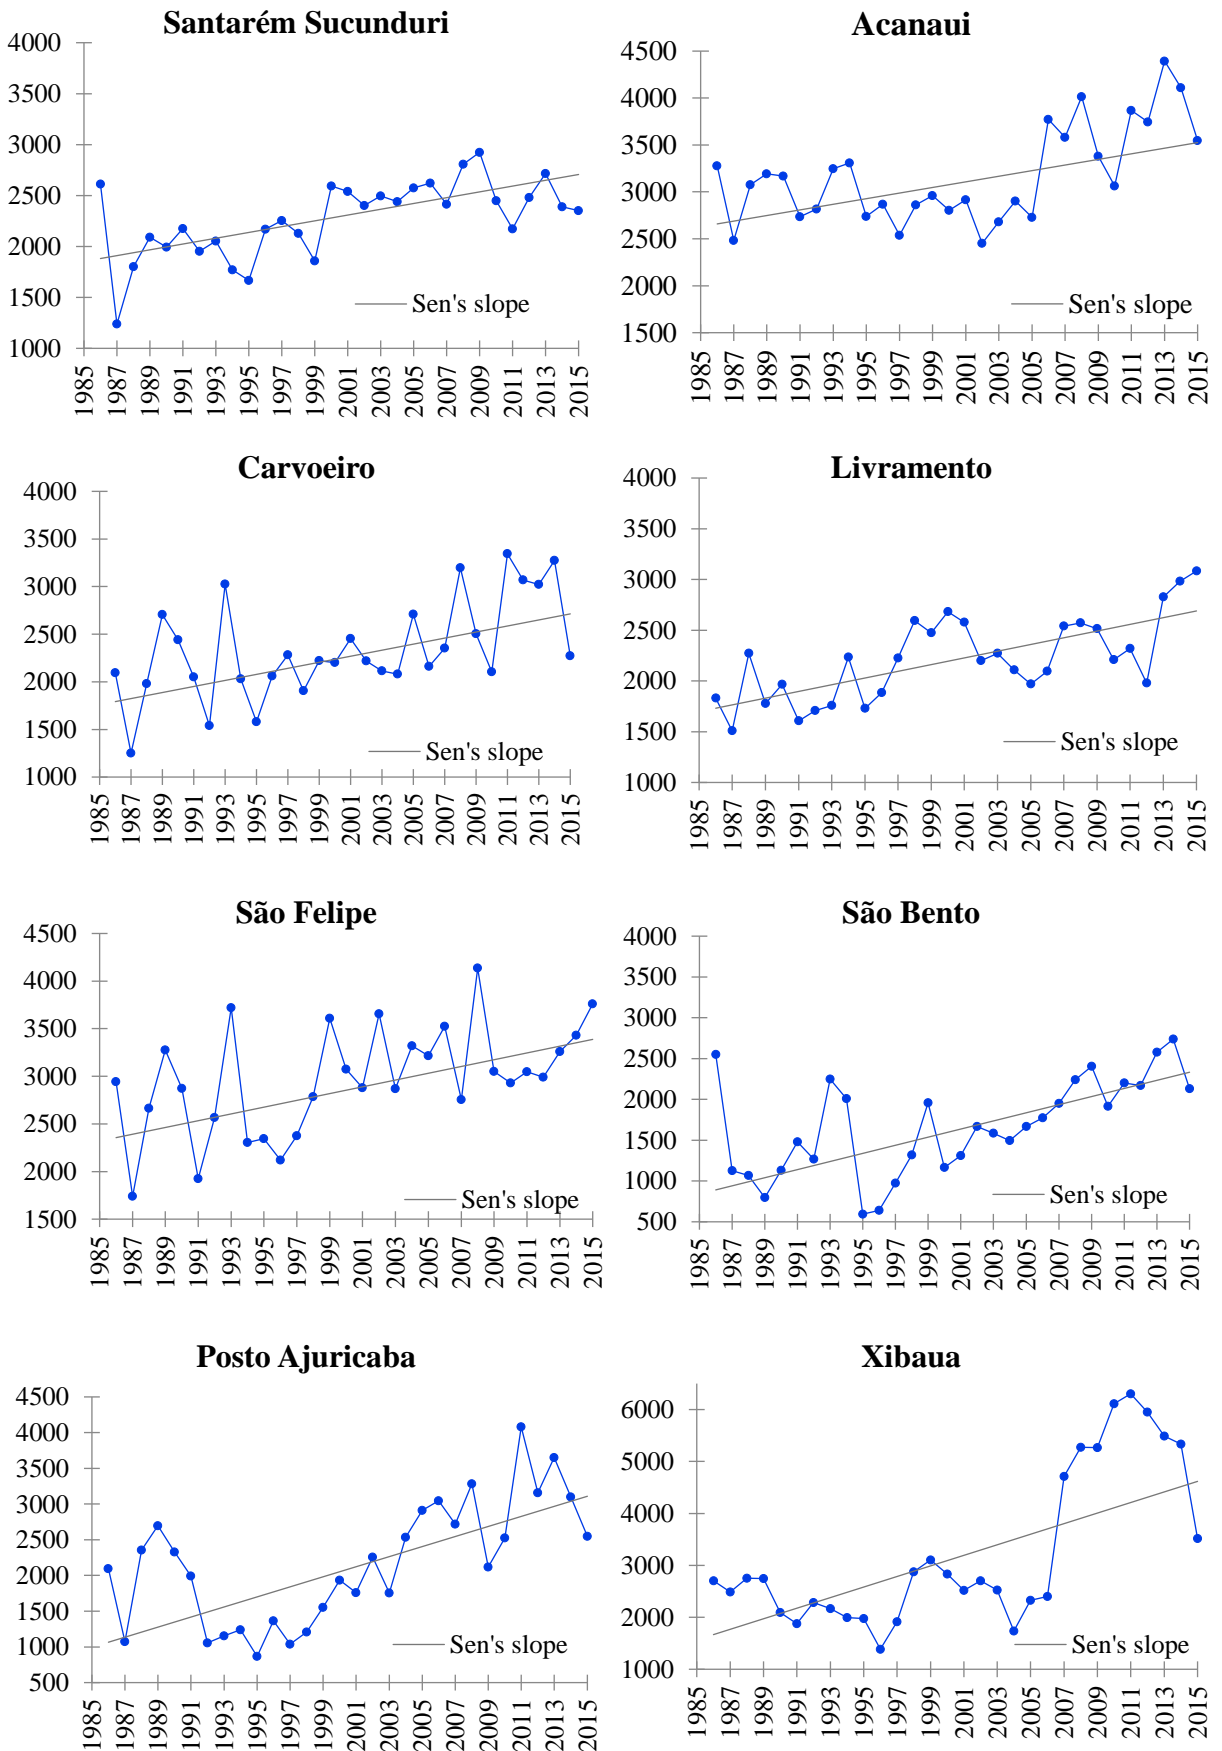 Santarém Sucunduri
4000
3500
3000
2500
2000
1500
1000
Sen's slope
1985 1987 1989 1991 1993 1995 1997 1999 2001 2003 2005 2007 2009 2011 2013 2015
Acanaui
4500
4000
3500
3000
2500
2000
1500
Sen's slope
1985 1987 1989 1991 1993 1995 1997 1999 2001 2003 2005 2007 2009 2011 2013 2015
Carvoeiro
4000
3500
3000
2500
2000
1500
1000
Sen's slope
1985 1987 1989 1991 1993 1995 1997 1999 2001 2003 2005 2007 2009 2011 2013 2015
Livramento
4000
3000
2500
2000
1500
1000
Sen's slope
1985 1987 1989 1991 1993 1995 1997 1999 2001 2003 2005 2007 2009 2011 2013 2015
São Felipe
4500
4000
3500
3000
2500
2000
1500
Sen's slope
1985 1987 1989 1991 1993 1995 1997 1999 2001 2003 2005 2007 2009 2011 2013 2015
São Bento
4000
3500
3000
2500
2000
1500
1000
500
Sen's slope
1985 1987 1989 1991 1993 1995 1997 1999 2001 2003 2005 2007 2009 2011 2013 2015
Posto Ajuricaba
4500
4000
3500
3000
2500
2000
1500
1000
500
Sen's slope
1985 1987 1989 1991 1993 1995 1997 1999 2001 2003 2005 2007 2009 2011 2013 2015
Xibaua
6000
5000
4000
3000
2000
1000
Sen's slope
1985 1987 1989 1991 1993 1995 1997 1999 2001 2003 2005 2007 2009 2011 2013 2015